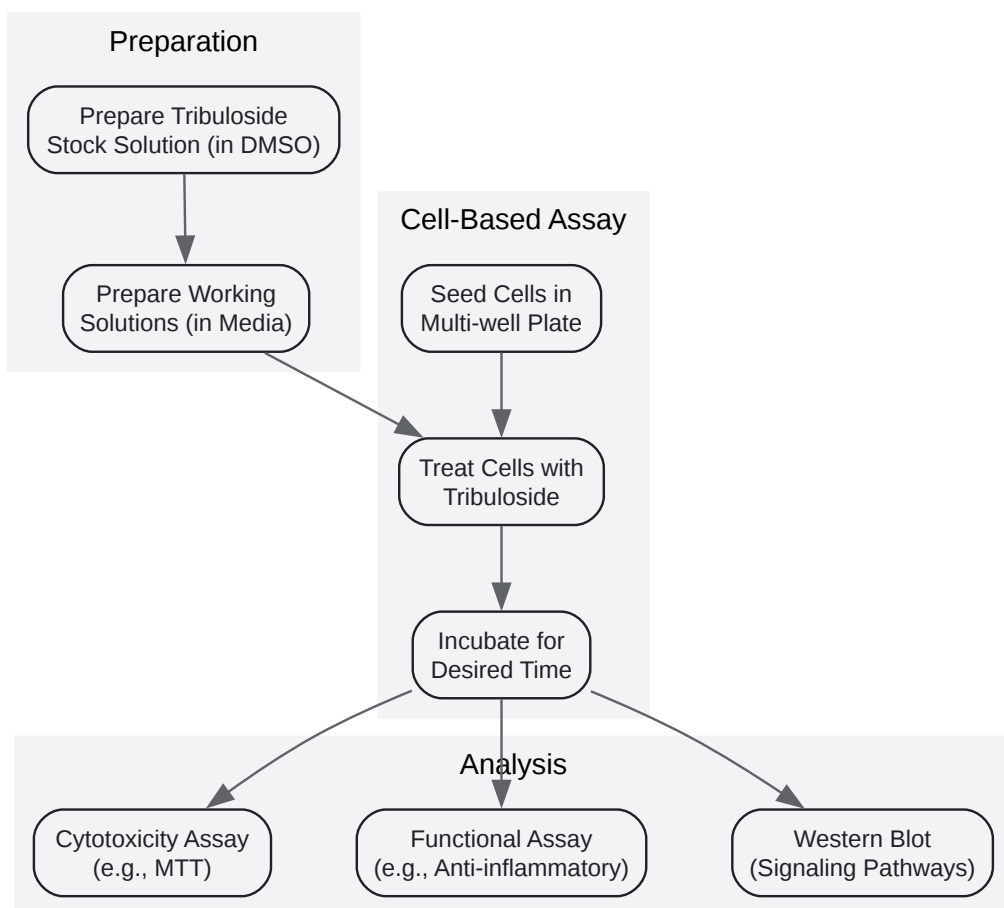 Preparation
Prepare Tribuloside
Stock Solution (in DMSO)
Prepare Working
Solutions (in Media)
Cell-Based Assay
Seed Cells in
Multi-well Plate
Treat Cells with
Tribuloside
Incubate for
Desired Time
Analysis
Cytotoxicity Assay
(e.g., MTT)
Functional Assay
(e.g., Anti-inflammatory)
Western Blot
(Signaling Pathways)